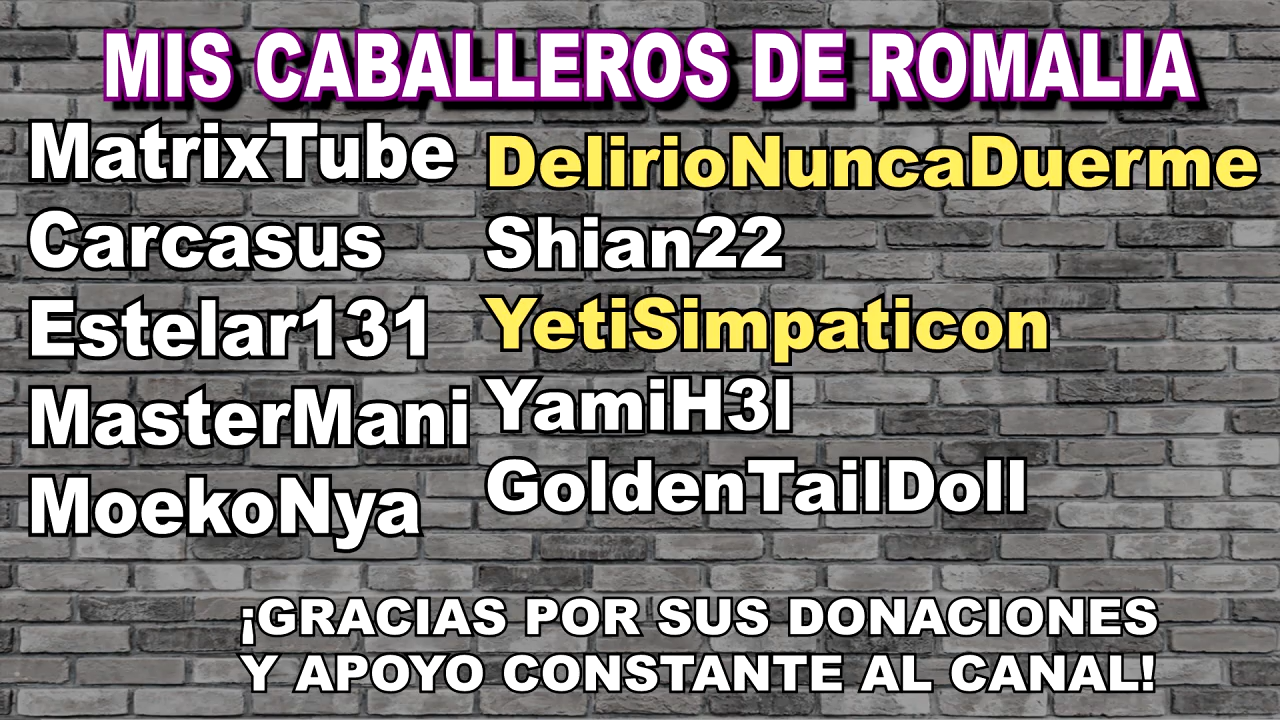 MIS CABALLEROS DE ROMALIA
MatrixTube
Carcasus
Estelar131
MasterMani
MoekoNya
DelirioNuncaDuerme
Shian22
YetiSimpaticon
YamiH3l
GoldenTailDoll
¡GRACIAS POR SUS DONACIONES
Y APOYO CONSTANTE AL CANAL!